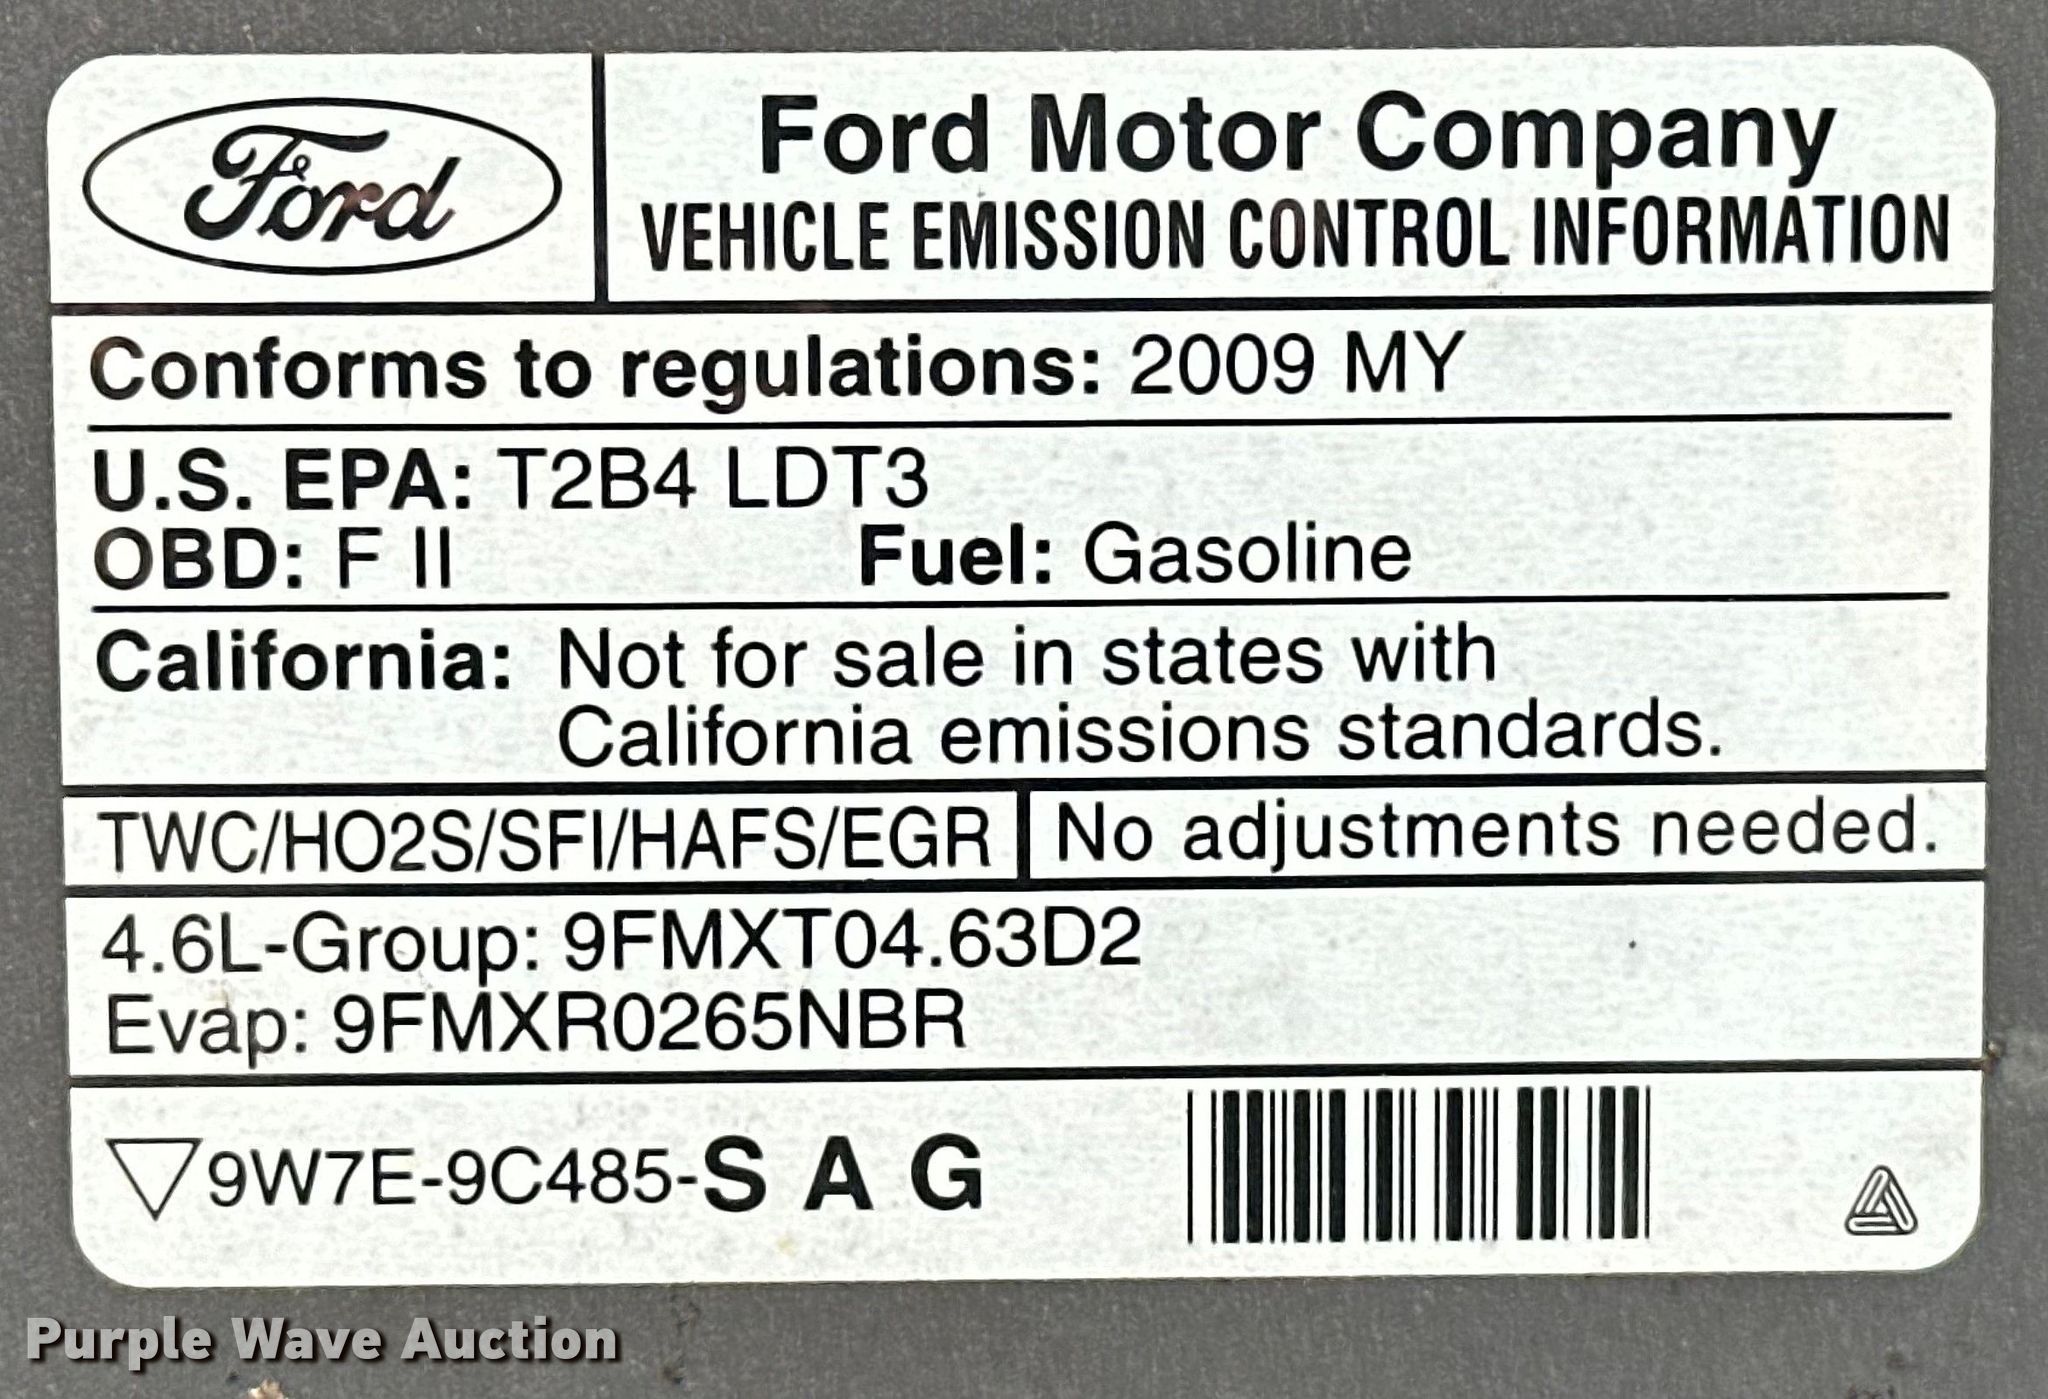 Ford
Ford Motor Company
VEHICLE EMISSION CONTROL INFORMATION
Conforms to regulations: 2009 MY
U.S. EPA: T2B4 LDT3
OBD: F II Fuel: Gasoline
California: Not for sale in states with
California emissions standards.
TWC/HO2S/SFI/HAFS/EGR No adjustments needed.
4.6L-Group: 9FMXT04.63D2
Evap: 9FMXR0265NBR
9W7E-9C485-S A G
Purple Wave Auction